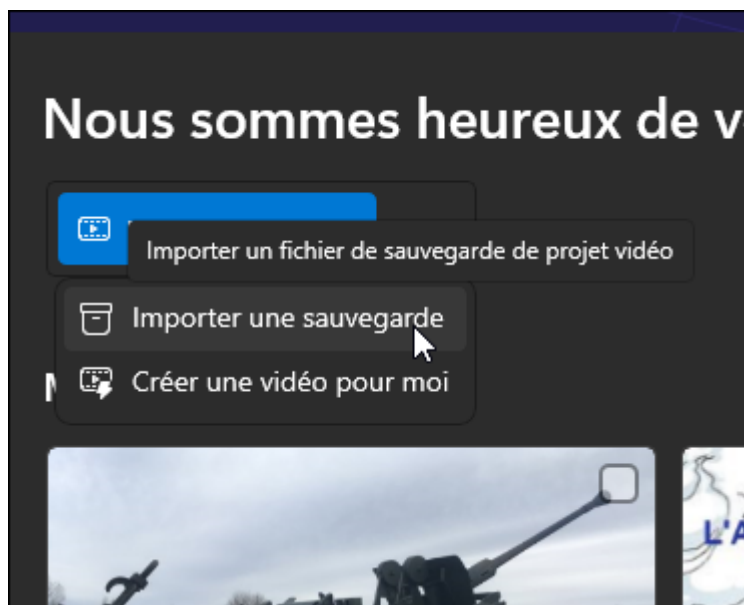 Nous sommes heureux de v
Importer un fichier de sauvegarde de projet vidéo
Importer une sauvegarde
Créer une vidéo pour moi
L'A